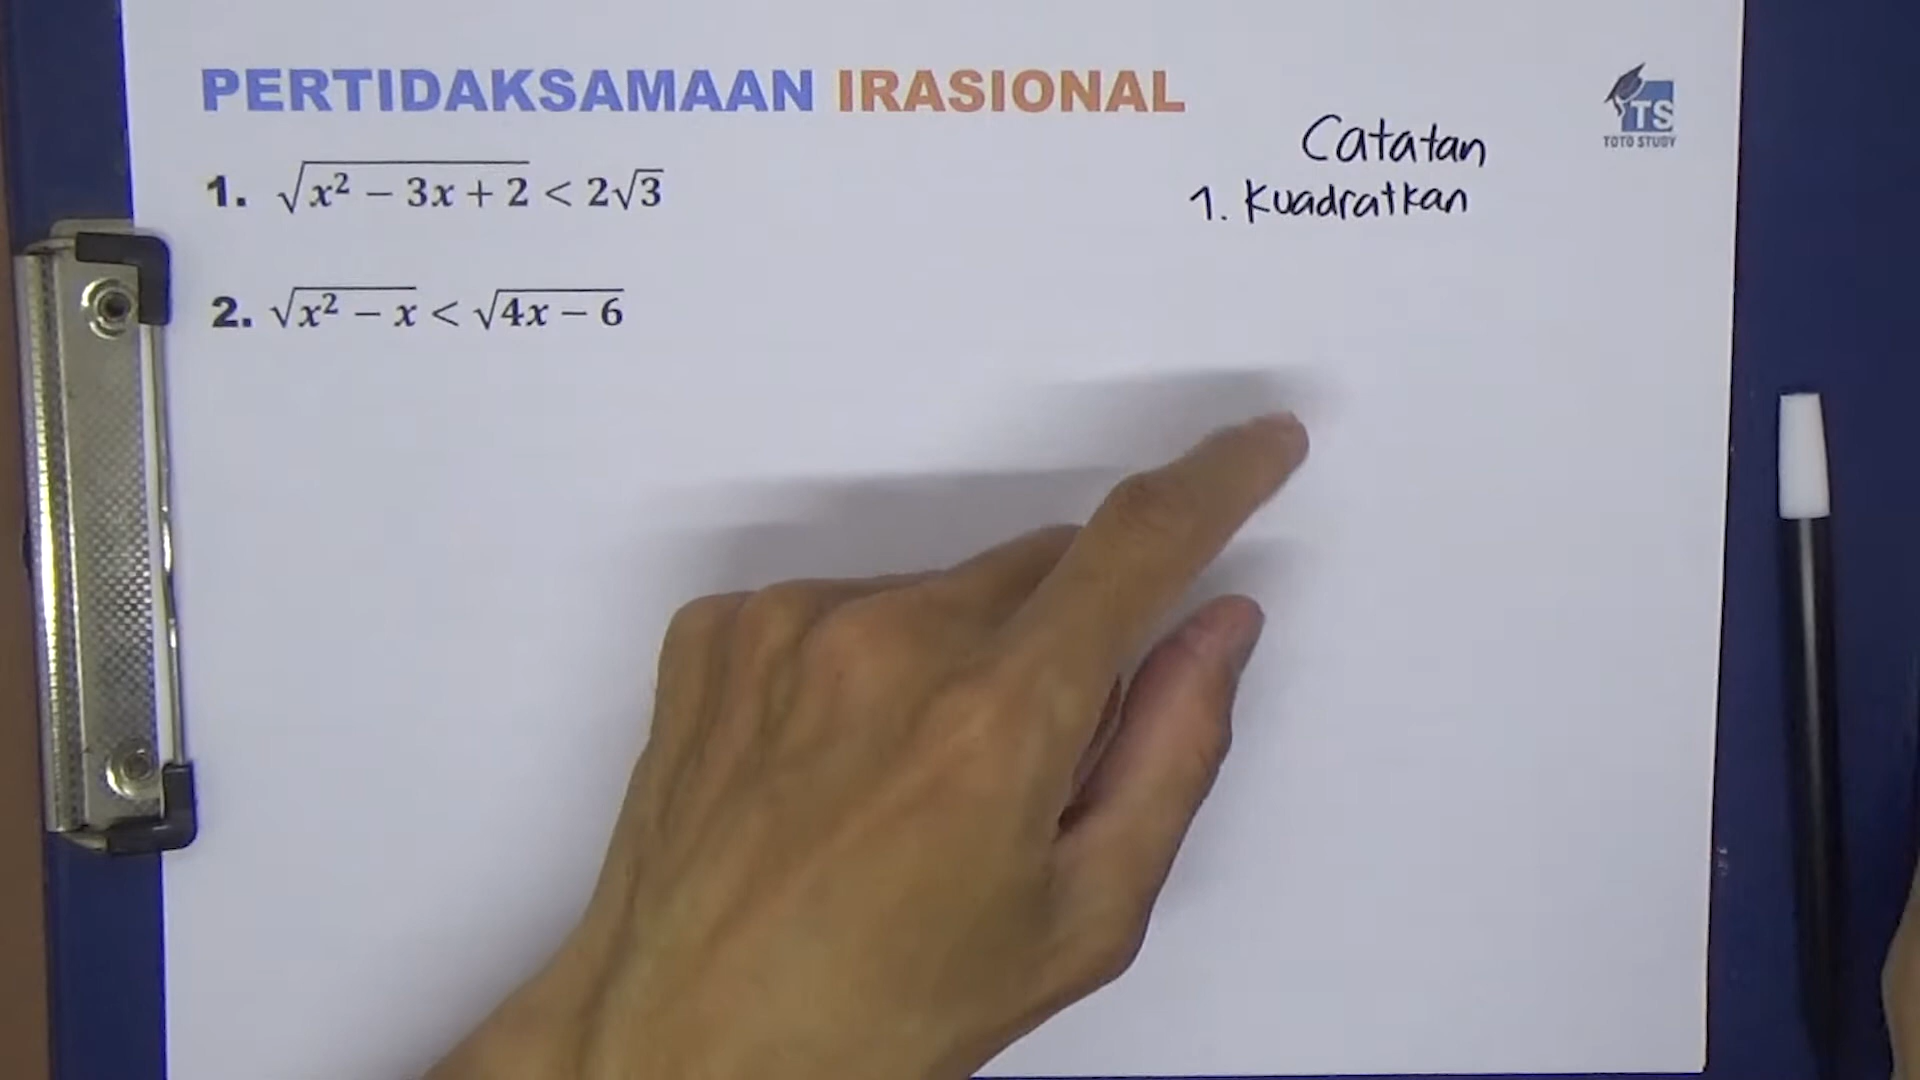 PERTIDAKSAMAAN IRASIONAL
TS
TOTO STUDY
Catatan
1. Kuadratkan
1. √(x² − 3x + 2) < 2√3
2. √(x² − x) < √(4x − 6)